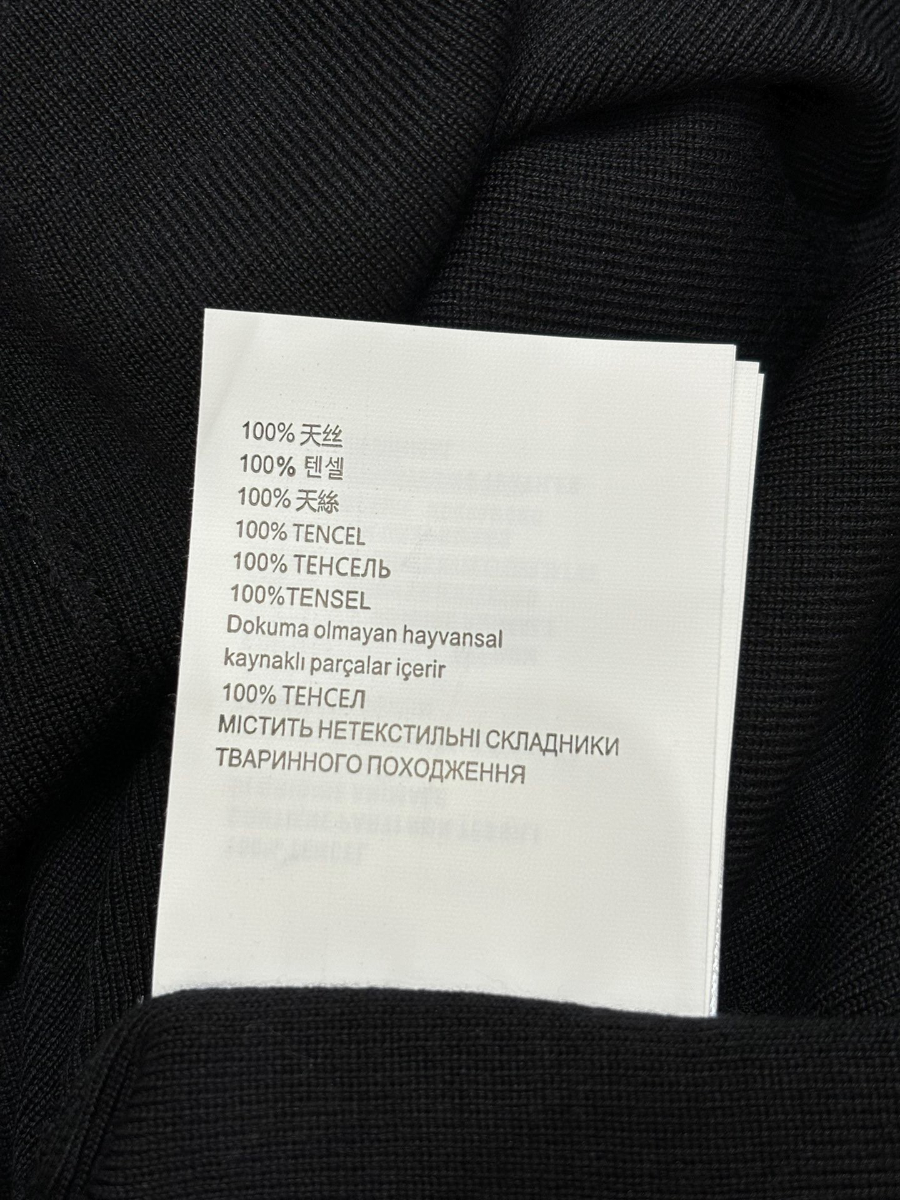 100% 天丝
100% 텐셀
100% 天絲
100% TENCEL
100% ТЕНСЕЛЬ
100%TENSEL
Dokuma olmayan hayvansal
kaynaklı parçalar içerir
100% ТЕНСЕЛ
МІСТИТЬ НЕТЕКСТИЛЬНІ СКЛАДНИКИ
ТВАРИННОГО ПОХОДЖЕННЯ